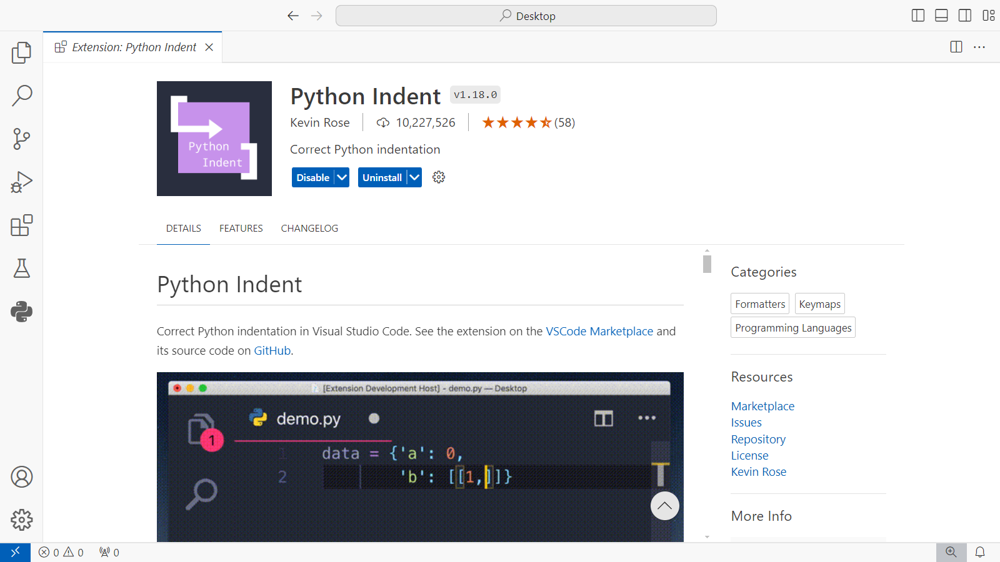 Desktop
Extension: Python Indent
Python
Indent
Python Indent v1.18.0
Kevin Rose 10,227,526 (58)
Correct Python indentation
Disable Uninstall
DETAILS FEATURES CHANGELOG
Python Indent
Correct Python indentation in Visual Studio Code. See the extension on the VSCode Marketplace and
its source code on GitHub.
[Extension Development Host] - demo.py — Desktop
demo.py
1
1 data = {'a': 0,
2 'b': [[1,]]}
Categories
Formatters Keymaps
Programming Languages
Resources
Marketplace
Issues
Repository
License
Kevin Rose
More Info
0 0 0